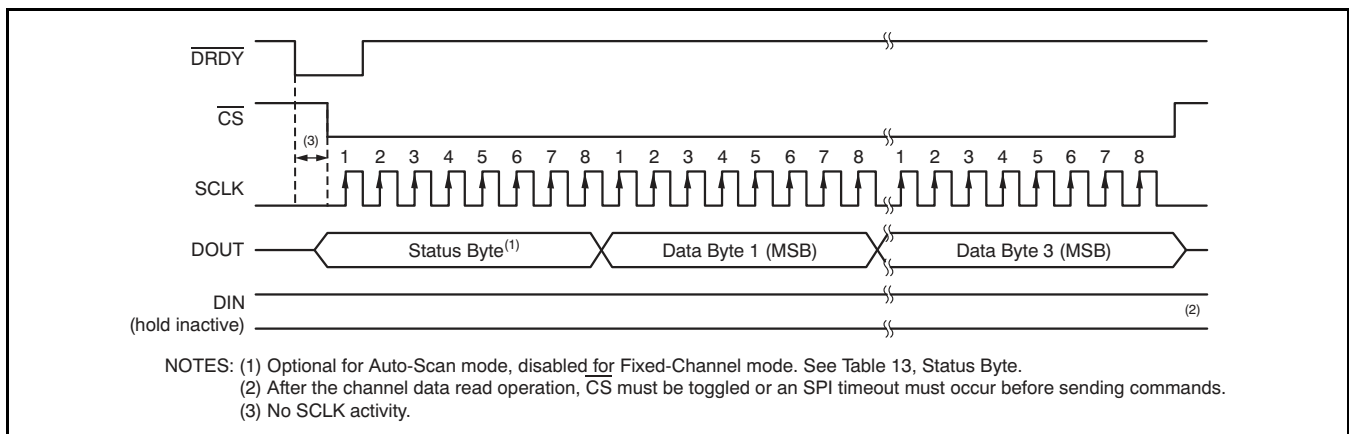 DRDY
CS
(3)
1 2 3 4 5 6 7 8 1 2 3 4 5 6 7 8 1 2 3 4 5 6 7 8
SCLK
DOUT Status Byte(1) Data Byte 1 (MSB) Data Byte 3 (MSB)
DIN
(hold inactive)
(2)
NOTES: (1) Optional for Auto-Scan mode, disabled for Fixed-Channel mode. See Table 13, Status Byte.
(2) After the channel data read operation, CS must be toggled or an SPI timeout must occur before sending commands.
(3) No SCLK activity.